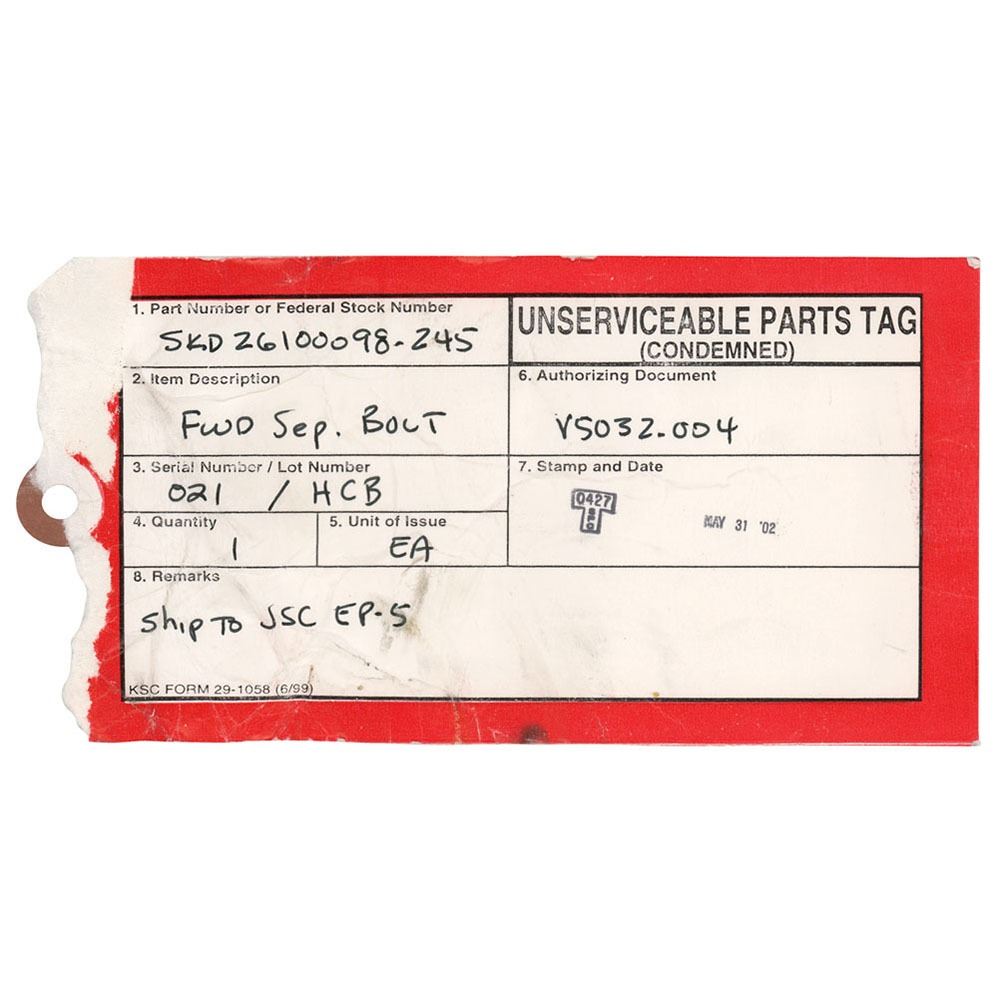 1. Part Number or Federal Stock Number
SKD26100098-245
UNSERVICEABLE PARTS TAG
(CONDEMNED)
2. Item Description
FWD Sep. BOLT
6. Authorizing Document
VS032.004
3. Serial Number / Lot Number
021 / HCB
7. Stamp and Date
0427
SPC
T
MAY 31 '02
4. Quantity
1
5. Unit of Issue
EA
8. Remarks
Ship TO JSC EP-5
KSC FORM 29-1058 (6/99)